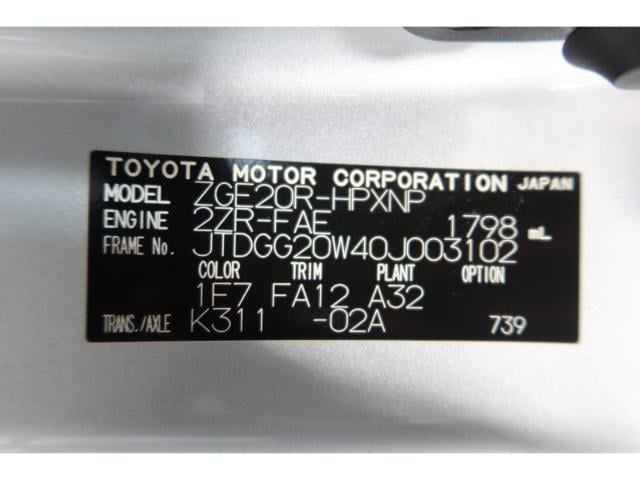 TOYOTA MOTOR CORPORATION JAPAN
MODEL ZGE20R-HPXNP
ENGINE 2ZR-FAE 1798 mL
FRAME No. JTDGG20W40J003102
COLOR TRIM PLANT OPTION
1F7 FA12 A32
TRANS./AXLE K311 -02A 739